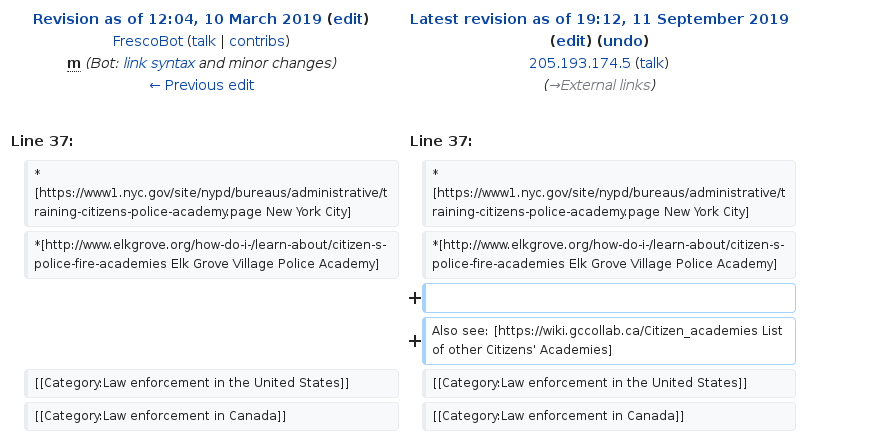 Revision as of 12:04, 10 March 2019 (edit)
FrescoBot (talk | contribs)
m (Bot: link syntax and minor changes)
← Previous edit
Latest revision as of 19:12, 11 September 2019
(edit) (undo)
205.193.174.5 (talk)
(→External links)
Line 37:
Line 37:
*
[https://www1.nyc.gov/site/nypd/bureaus/administrative/t
raining-citizens-police-academy.page New York City]
*
[https://www1.nyc.gov/site/nypd/bureaus/administrative/t
raining-citizens-police-academy.page New York City]
*[http://www.elkgrove.org/how-do-i-/learn-about/citizen-s-
police-fire-academies Elk Grove Village Police Academy]
*[http://www.elkgrove.org/how-do-i-/learn-about/citizen-s-
police-fire-academies Elk Grove Village Police Academy]
+
+
Also see: [https://wiki.gccollab.ca/Citizen_academies List
of other Citizens' Academies]
[[Category:Law enforcement in the United States]]
[[Category:Law enforcement in the United States]]
[[Category:Law enforcement in Canada]]
[[Category:Law enforcement in Canada]]